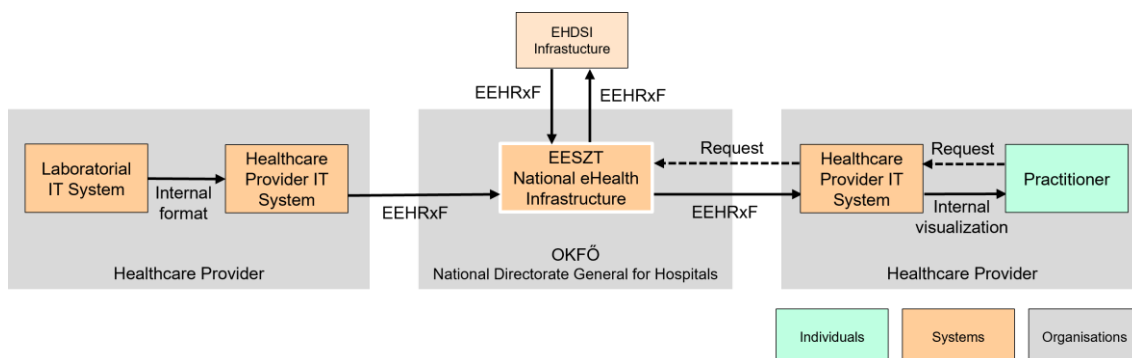 EHDSI
Infrastucture
EEHRxF
EEHRxF
Laboratorial
IT System
Internal
format
Healthcare
Provider IT
System
EEHRxF
Healthcare Provider
EESZT
National eHealth
Infrastructure
OKFŐ
National Directorate General for Hospitals
Request
EEHRxF
Healthcare
Provider IT
System
Request
Internal
visualization
Practitioner
Healthcare Provider
Individuals
Systems
Organisations